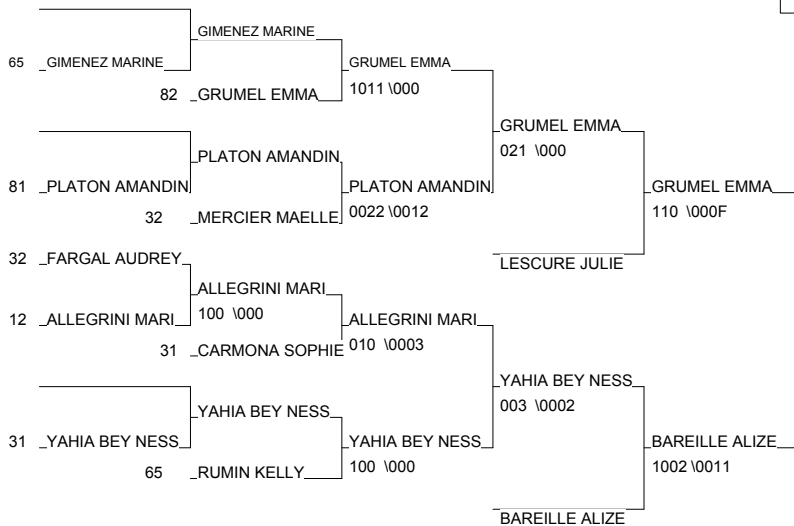 GIMENEZ MARINE
65 GIMENEZ MARINE GRUMEL EMMA
82 GRUMEL EMMA 1011 \000
GRUMEL EMMA
021 \000
PLATON AMANDIN
81 PLATON AMANDIN PLATON AMANDIN GRUMEL EMMA
32 MERCIER MAELLE 0022 \0012 110 \000F
32 FARGAL AUDREY LESCURE JULIE
ALLEGRINI MARI
100 \000
12 ALLEGRINI MARI ALLEGRINI MARI
31 CARMONA SOPHIE 010 \0003
YAHIA BEY NESS
003 \0002
YAHIA BEY NESS
31 YAHIA BEY NESS YAHIA BEY NESS BAREILLE ALIZE
65 RUMIN KELLY 100 \000 1002 \0011
BAREILLE ALIZE